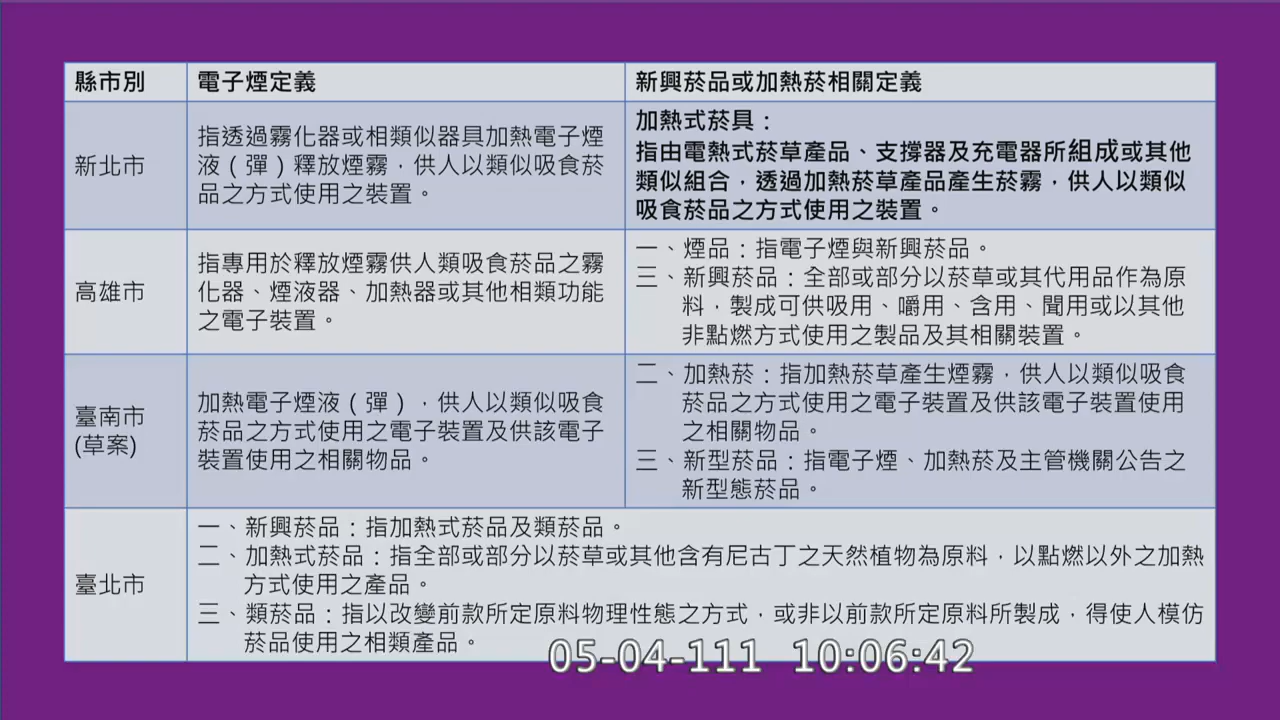 縣市別
電子煙定義
新興菸品或加熱菸相關定義
新北市
指透過霧化器或相類似器具加熱電子煙
液（彈）釋放煙霧，供人以類似吸食菸
品之方式使用之裝置。
加熱式菸具：
指由電熱式菸草產品、支撐器及充電器所組成或其他
類似組合，透過加熱菸草產品產生菸霧，供人以類似
吸食菸品之方式使用之裝置。
高雄市
指專用於釋放煙霧供人類吸食菸品之霧
化器、煙液器、加熱器或其他相類功能
之電子裝置。
一、煙品：指電子煙與新興菸品。
三、新興菸品：全部或部分以菸草或其代用品作為原
料，製成可供吸用、嚼用、含用、聞用或以其他
非點燃方式使用之製品及其相關裝置。
臺南市
(草案)
加熱電子煙液（彈），供人以類似吸食
菸品之方式使用之電子裝置及供該電子
裝置使用之相關物品。
二、加熱菸：指加熱菸草產生煙霧，供人以類似吸食
菸品之方式使用之電子裝置及供該電子裝置使用
之相關物品。
三、新型菸品：指電子煙、加熱菸及主管機關公告之
新型態菸品。
臺北市
一、新興菸品：指加熱式菸品及類菸品。
二、加熱式菸品：指全部或部分以菸草或其他含有尼古丁之天然植物為原料，以點燃以外之加熱
方式使用之產品。
三、類菸品：指以改變前款所定原料物理性態之方式，或非以前款所定原料所製成，得使人模仿
菸品使用之相類產品。
05-04-111 10:06:42